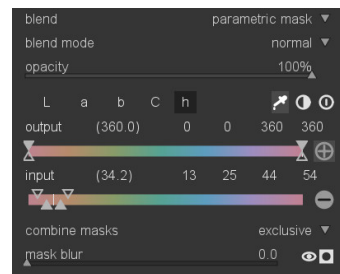 blend parametric mask
blend mode normal
opacity 100%
L a b C h
output (360.0) 0 0 360 360
input (34.2) 13 25 44 54
combine masks exclusive
mask blur 0.0